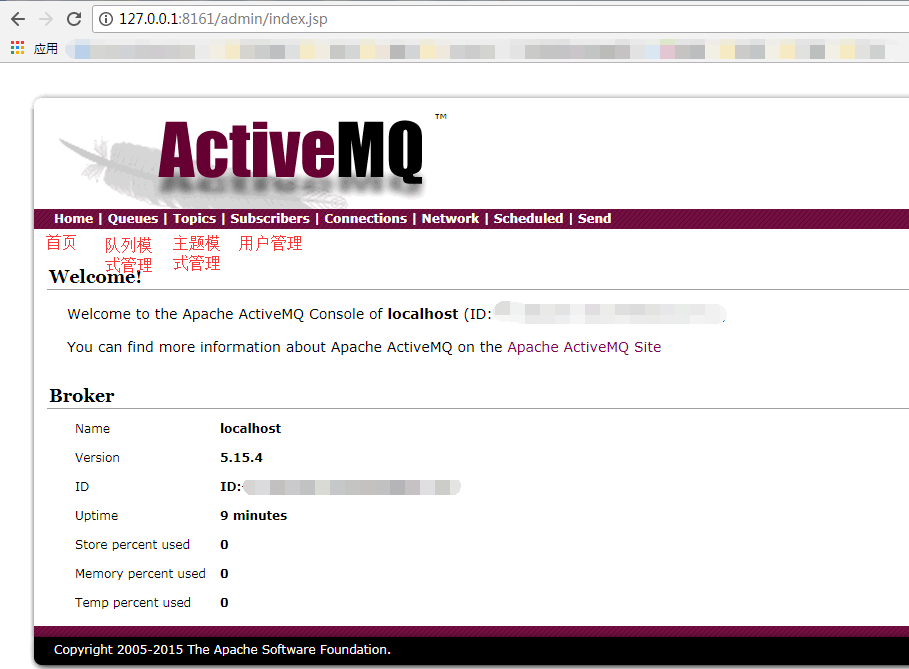 127.0.0.1:8161/admin/index.jsp
应用
ActiveMQ™
Home | Queues | Topics | Subscribers | Connections | Network | Scheduled | Send
首页 队列模 主题模 用户管理
式管理 式管理
Welcome!
Welcome to the Apache ActiveMQ Console of localhost (ID:
You can find more information about Apache ActiveMQ on the Apache ActiveMQ Site
Broker
Name localhost
Version 5.15.4
ID ID:
Uptime 9 minutes
Store percent used 0
Memory percent used 0
Temp percent used 0
Copyright 2005-2015 The Apache Software Foundation.